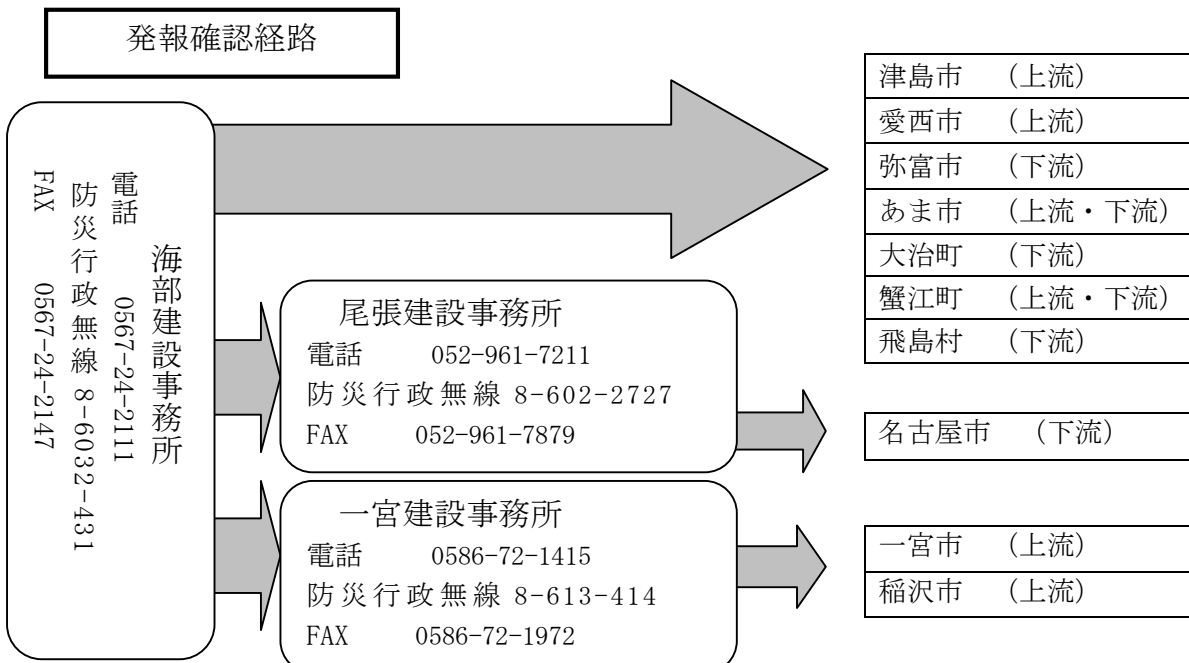 発報確認経路
海部建設事務所
電話　0567-24-2111
防災行政無線 8-6032-431
FAX　0567-24-2147
尾張建設事務所
電話　052-961-7211
防災行政無線 8-602-2727
FAX　052-961-7879
一宮建設事務所
電話　0586-72-1415
防災行政無線 8-613-414
FAX　0586-72-1972
津島市　（上流）
愛西市　（上流）
弥富市　（下流）
あま市　（上流・下流）
大治町　（下流）
蟹江町　（上流・下流）
飛島村　（下流）
名古屋市　（下流）
一宮市　（上流）
稲沢市　（上流）